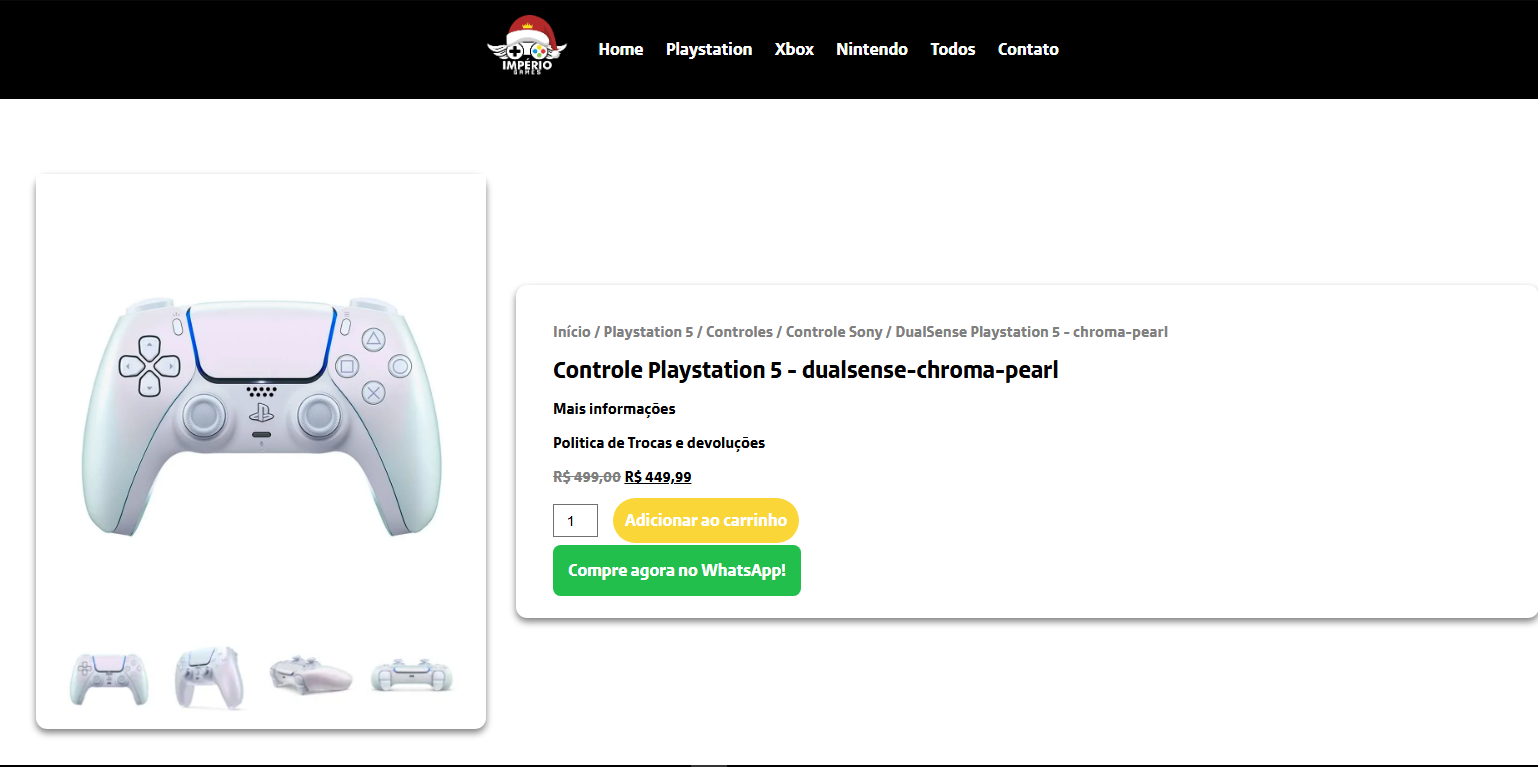 IMPÉRIO
GAMES
Home Playstation Xbox Nintendo Todos Contato
Início / Playstation 5 / Controles / Controle Sony / DualSense Playstation 5 - chroma-pearl
Controle Playstation 5 - dualsense-chroma-pearl
Mais informações
Politica de Trocas e devoluções
R$ 499,00 R$ 449,99
1 Adicionar ao carrinho
Compre agora no WhatsApp!